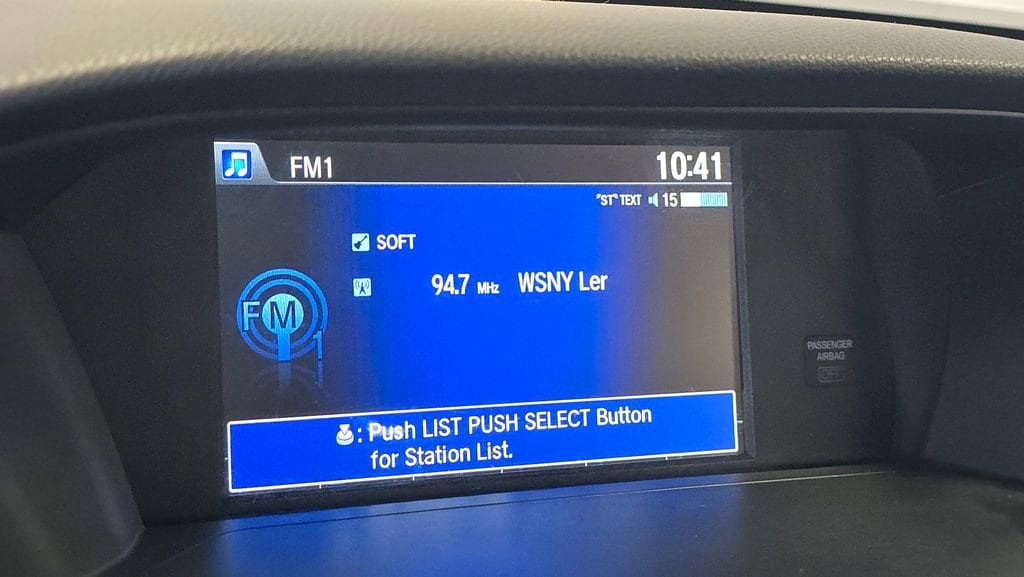 FM1
10:41
"ST" TEXT 15
SOFT
94.7 MHz WSNY Ler
FM
1
: Push LIST PUSH SELECT Button
for Station List.
PASSENGER
AIRBAG